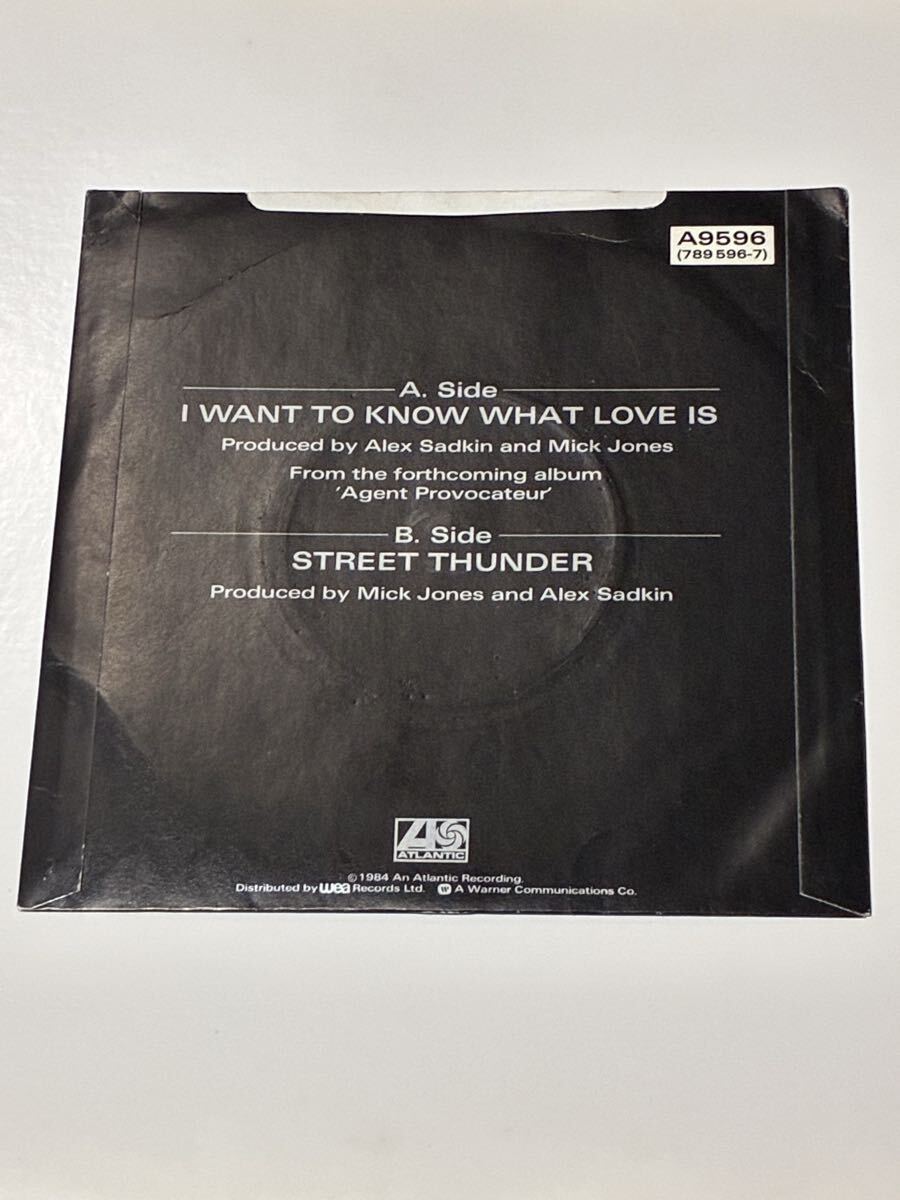 A9596
(789 596-7)
A. Side
I WANT TO KNOW WHAT LOVE IS
Produced by Alex Sadkin and Mick Jones
From the forthcoming album
'Agent Provocateur'
B. Side
STREET THUNDER
Produced by Mick Jones and Alex Sadkin
ATLANTIC
© 1984 An Atlantic Recording.
Distributed by wea Records Ltd. W A Warner Communications Co.